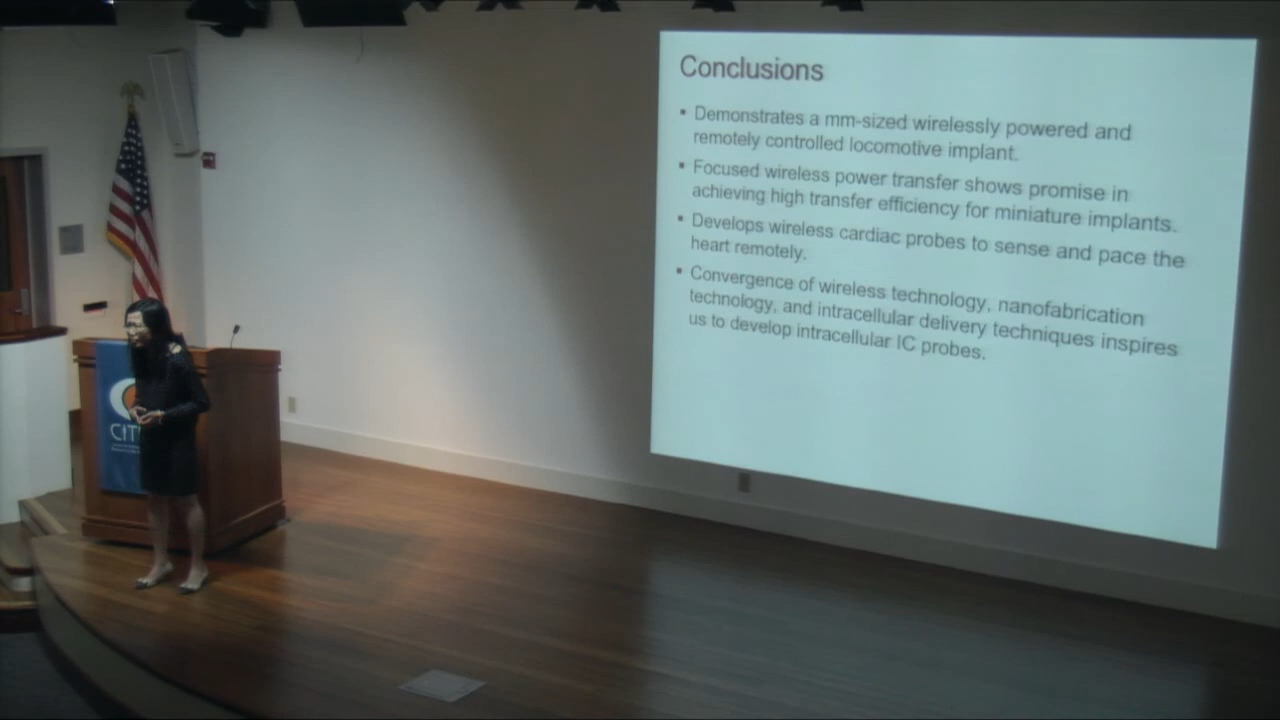 Conclusions
▪ Demonstrates a mm-sized wirelessly powered and
remotely controlled locomotive implant.
▪ Focused wireless power transfer shows promise in
achieving high transfer efficiency for miniature implants.
▪ Develops wireless cardiac probes to sense and pace the
heart remotely.
▪ Convergence of wireless technology, nanofabrication
technology, and intracellular delivery techniques inspires
us to develop intracellular IC probes.